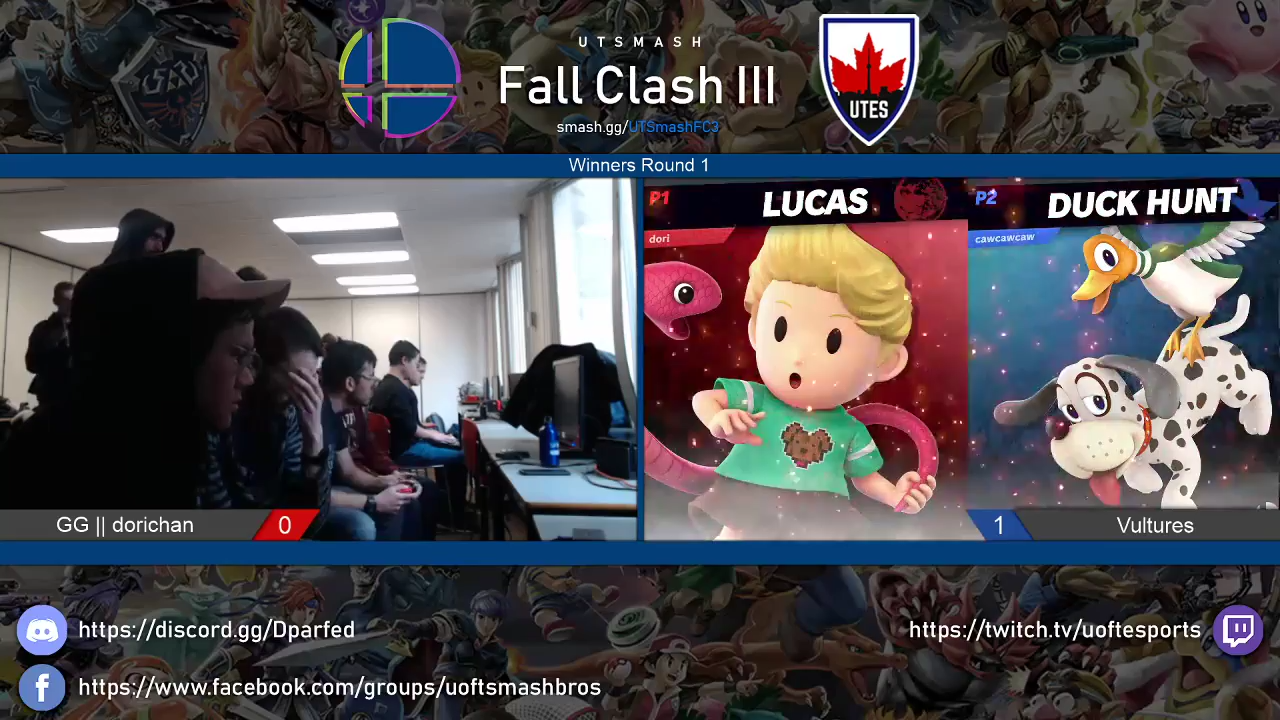 UTSMASH
Fall Clash III
smash.gg/UTSmashFC3
UTES
Winners Round 1
P1
LUCAS
P2
DUCK HUNT
dori
cawcawcaw
GG || dorichan
0
1
Vultures
https://discord.gg/Dparfed
https://twitch.tv/uoftesports
https://www.facebook.com/groups/uoftsmashbros